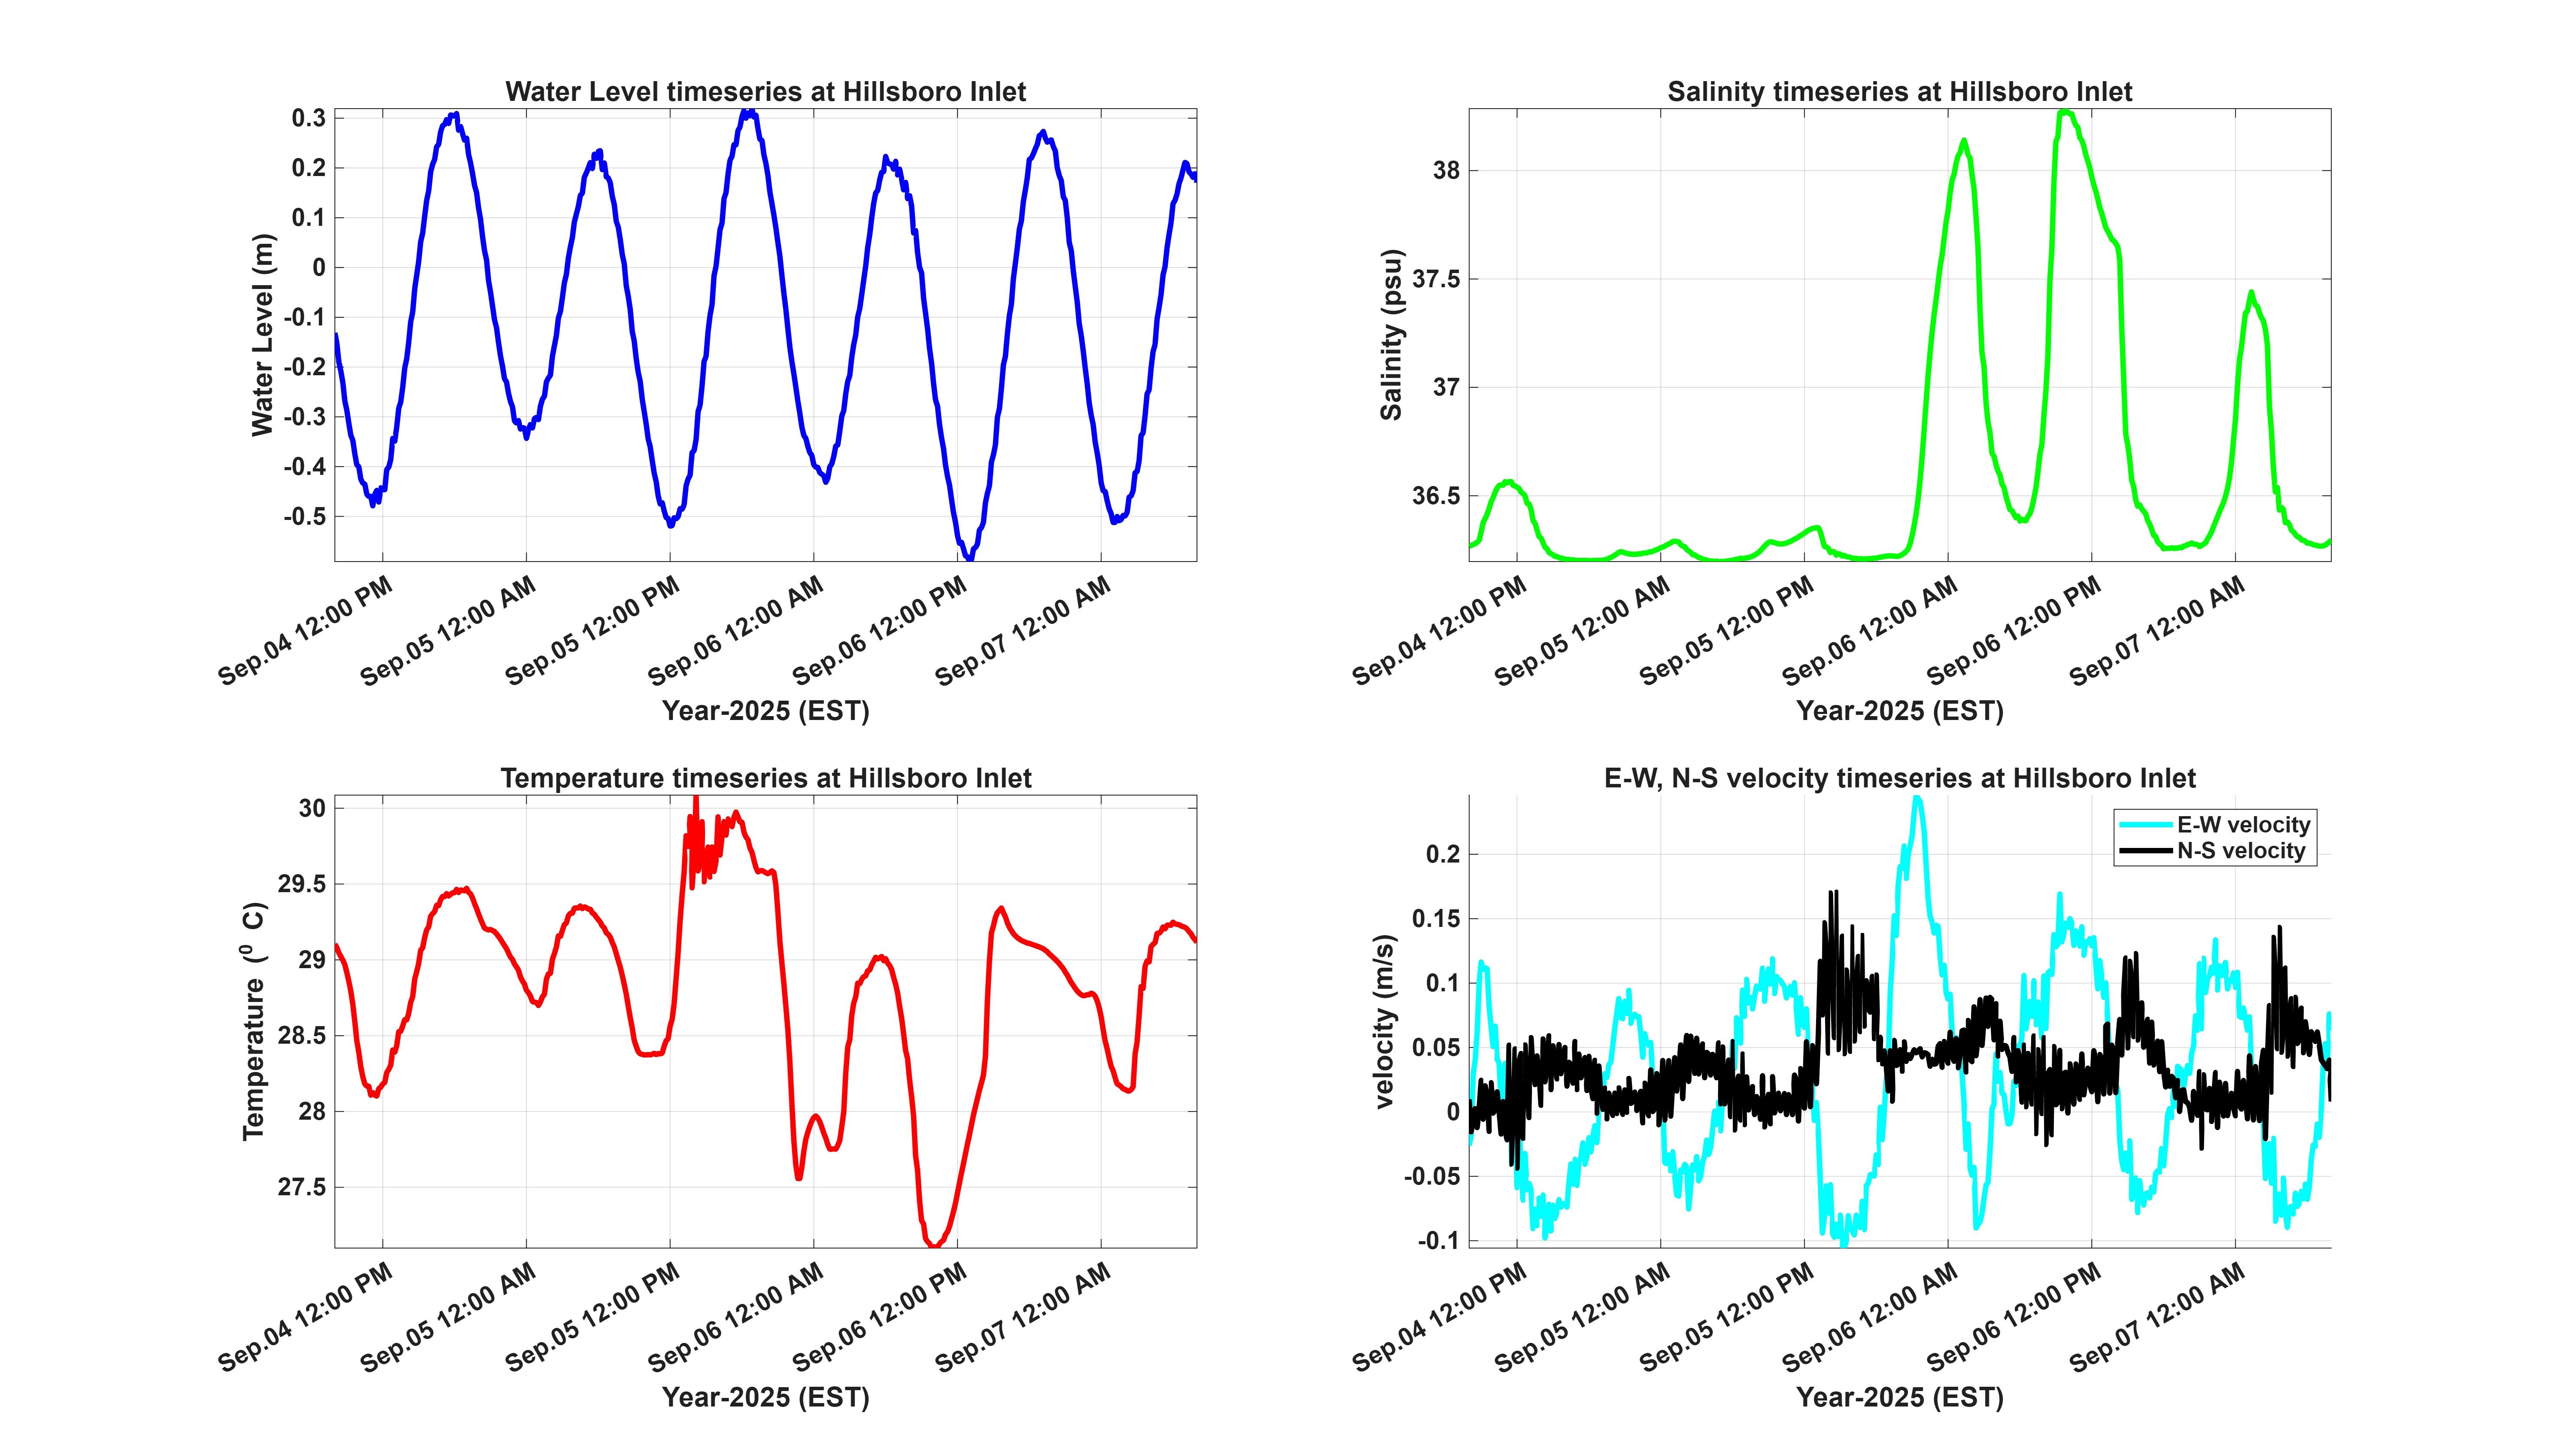 Water Level timeseries at Hillsboro Inlet
0.3
0.2
0.1
0
-0.1
-0.2
-0.3
-0.4
-0.5
Water Level (m)
Sep.04 12:00 PM
Sep.05 12:00 AM
Sep.05 12:00 PM
Sep.06 12:00 AM
Sep.06 12:00 PM
Sep.07 12:00 AM
Year-2025 (EST)
Salinity timeseries at Hillsboro Inlet
38
37.5
37
36.5
Salinity (psu)
Sep.04 12:00 PM
Sep.05 12:00 AM
Sep.05 12:00 PM
Sep.06 12:00 AM
Sep.06 12:00 PM
Sep.07 12:00 AM
Year-2025 (EST)
Temperature timeseries at Hillsboro Inlet
30
29.5
29
28.5
28
27.5
Temperature (⁰ C)
Sep.04 12:00 PM
Sep.05 12:00 AM
Sep.05 12:00 PM
Sep.06 12:00 AM
Sep.06 12:00 PM
Sep.07 12:00 AM
Year-2025 (EST)
E-W, N-S velocity timeseries at Hillsboro Inlet
E-W velocity
N-S velocity
0.2
0.15
0.1
0.05
0
-0.05
-0.1
velocity (m/s)
Sep.04 12:00 PM
Sep.05 12:00 AM
Sep.05 12:00 PM
Sep.06 12:00 AM
Sep.06 12:00 PM
Sep.07 12:00 AM
Year-2025 (EST)